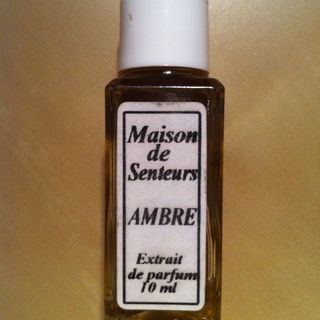 Maison
de
Senteurs
AMBRE
Extrait
de parfum
10 ml